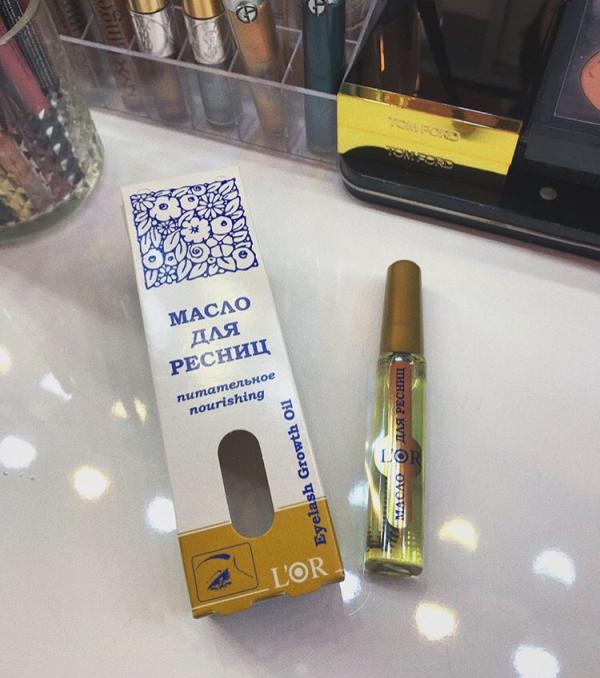 TOM FORD
TOM FORD
МАСЛО
ДЛЯ
РЕСНИЦ
питательное
nourishing
Eyelash Growth Oil
L'OR
МАСЛО ДЛЯ РЕСНИЦ
L'OR